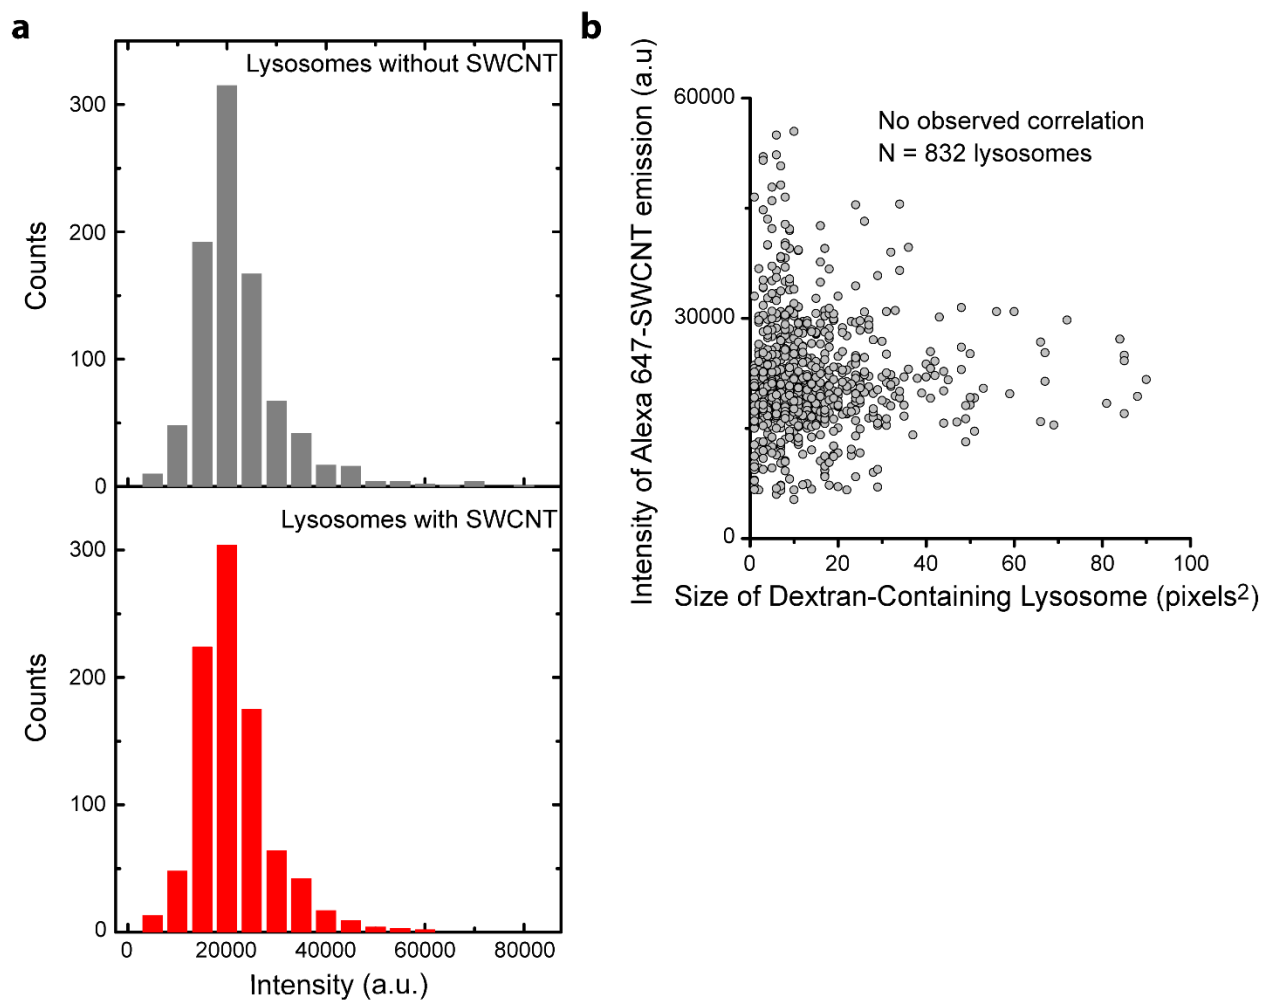 a
Lysosomes without SWCNT
300
200
100
0
Counts
Lysosomes with SWCNT
300
200
100
0
Counts
0 20000 40000 60000 80000
Intensity (a.u.)
b
Intensity of Alexa 647-SWCNT emission (a.u)
60000
30000
0
No observed correlation
N = 832 lysosomes
0 20 40 60 80 100
Size of Dextran-Containing Lysosome (pixels²)